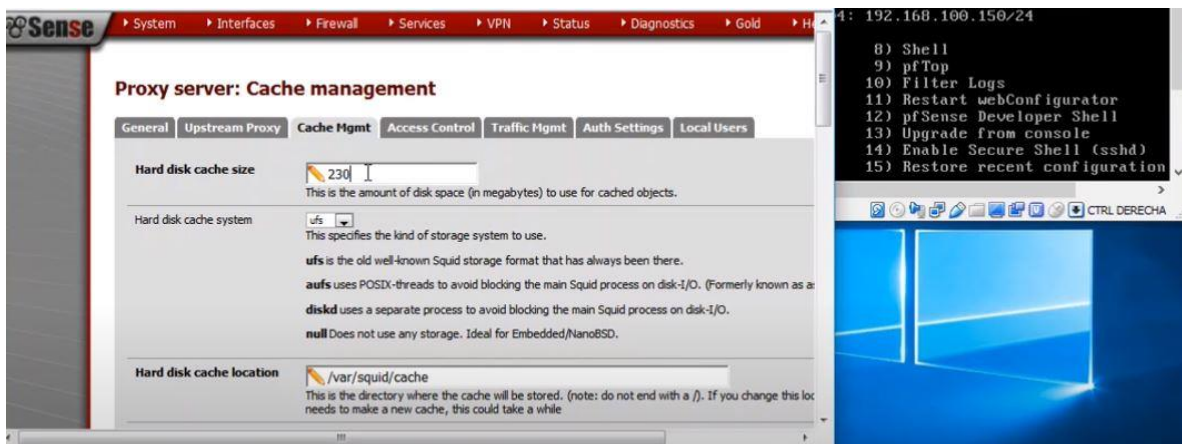 Sense
System Interfaces Firewall Services VPN Status Diagnostics Gold
Proxy server: Cache management
General Upstream Proxy Cache Mgmt Access Control Traffic Mgmt Auth Settings Local Users
Hard disk cache size
230
This is the amount of disk space (in megabytes) to use for cached objects.
Hard disk cache system
ufs
This specifies the kind of storage system to use.
ufs is the old well-known Squid storage format that has always been there.
aufs uses POSIX-threads to avoid blocking the main Squid process on disk-I/O. (Formerly known as
diskd uses a separate process to avoid blocking the main Squid process on disk-I/O.
null Does not use any storage. Ideal for Embedded/NanoBSD.
Hard disk cache location
/var/squid/cache
This is the directory where the cache will be stored. (note: do not end with a /). If you change this
needs to make a new cache, this could take a while
4: 192.168.100.150/24
8) Shell
9) pfTop
10) Filter Logs
11) Restart webConfigurator
12) pfSense Developer Shell
13) Upgrade from console
14) Enable Secure Shell (sshd)
15) Restore recent configuration
CTRL DERECHA